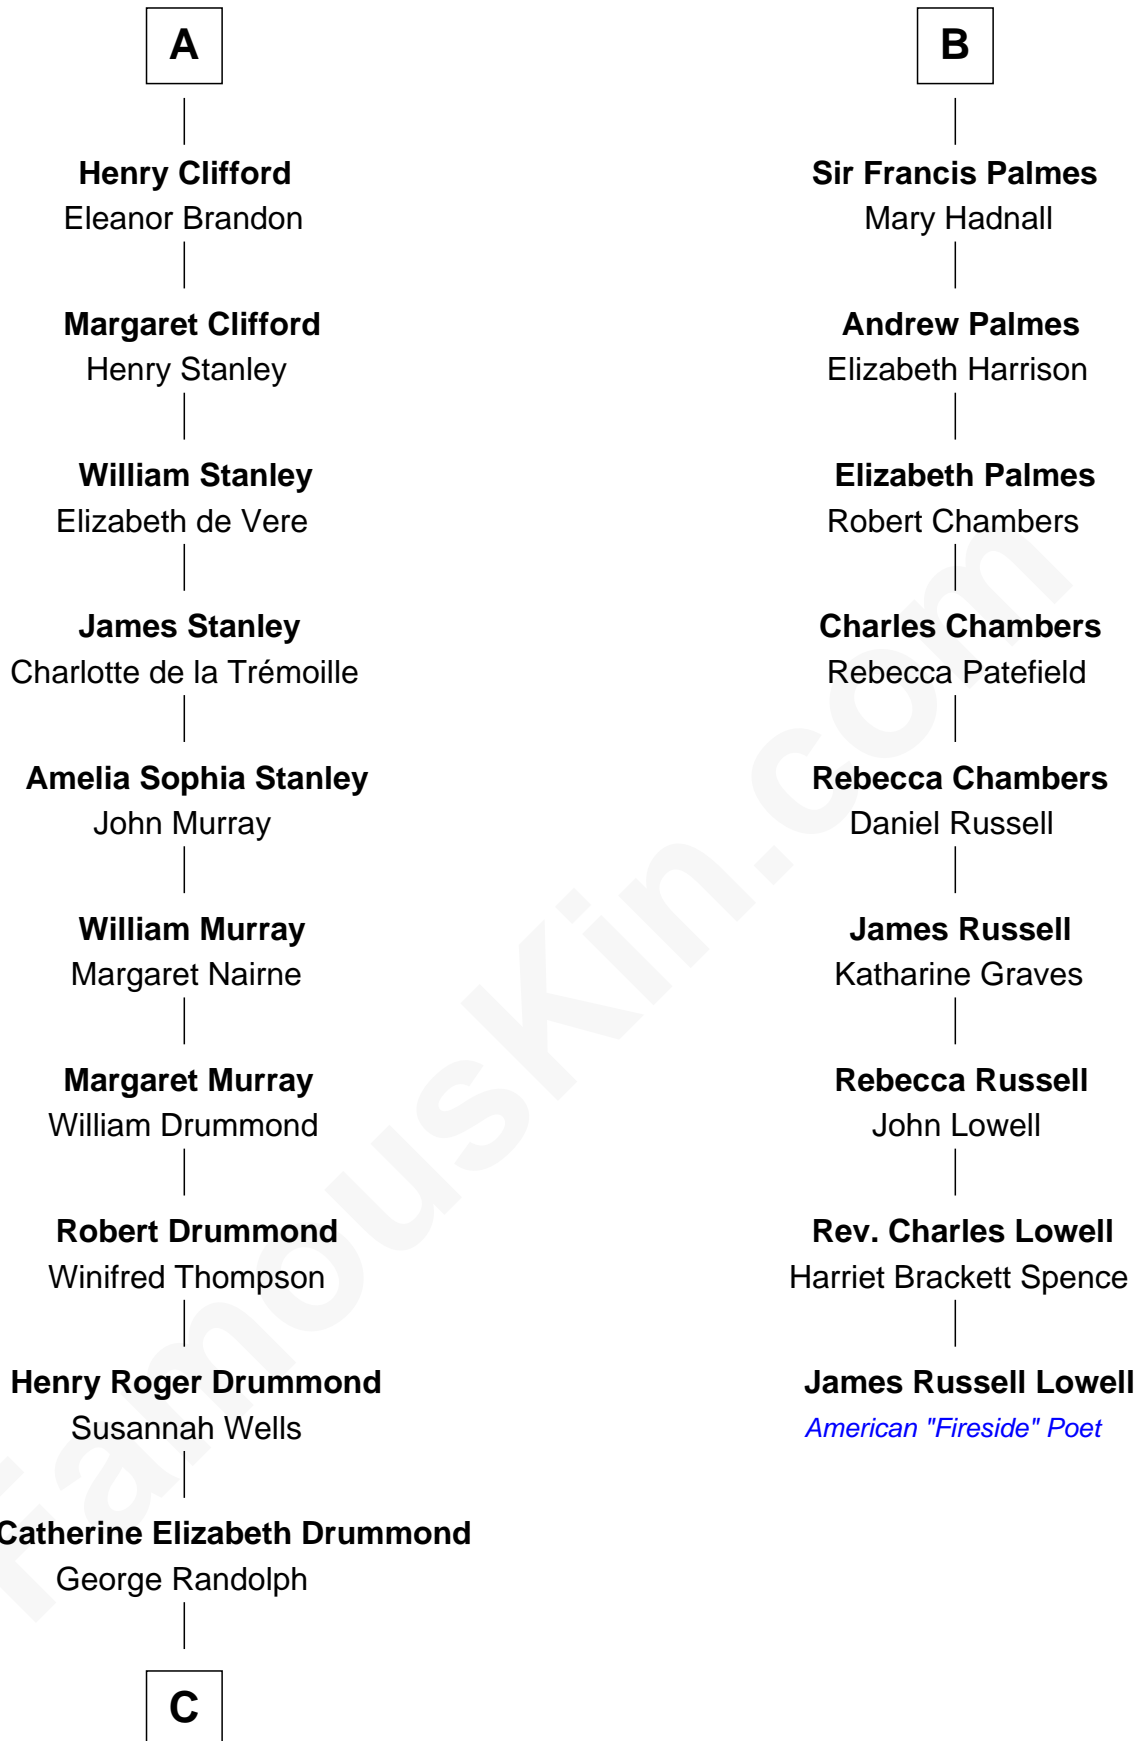 A
Henry Clifford
Eleanor Brandon
Margaret Clifford
Henry Stanley
William Stanley
Elizabeth de Vere
James Stanley
Charlotte de la Trémoille
Amelia Sophia Stanley
John Murray
William Murray
Margaret Nairne
Margaret Murray
William Drummond
Robert Drummond
Winifred Thompson
Henry Roger Drummond
Susannah Wells
Catherine Elizabeth Drummond
George Randolph
C
B
Sir Francis Palmes
Mary Hadnall
Andrew Palmes
Elizabeth Harrison
Elizabeth Palmes
Robert Chambers
Charles Chambers
Rebecca Patefield
Rebecca Chambers
Daniel Russell
James Russell
Katharine Graves
Rebecca Russell
John Lowell
Rev. Charles Lowell
Harriet Brackett Spence
James Russell Lowell
American "Fireside" Poet
FamousKin.com